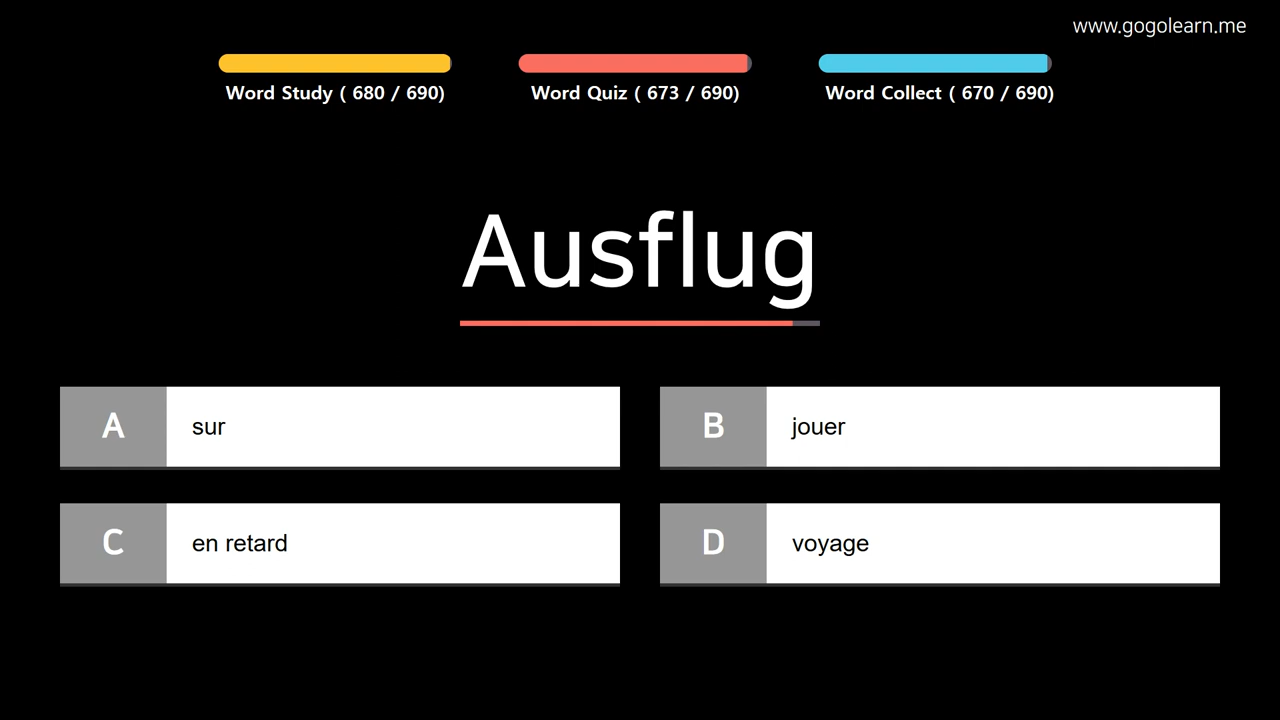 www.gogolearn.me
Word Study ( 680 / 690)
Word Quiz ( 673 / 690)
Word Collect ( 670 / 690)
Ausflug
A sur
B jouer
C en retard
D voyage